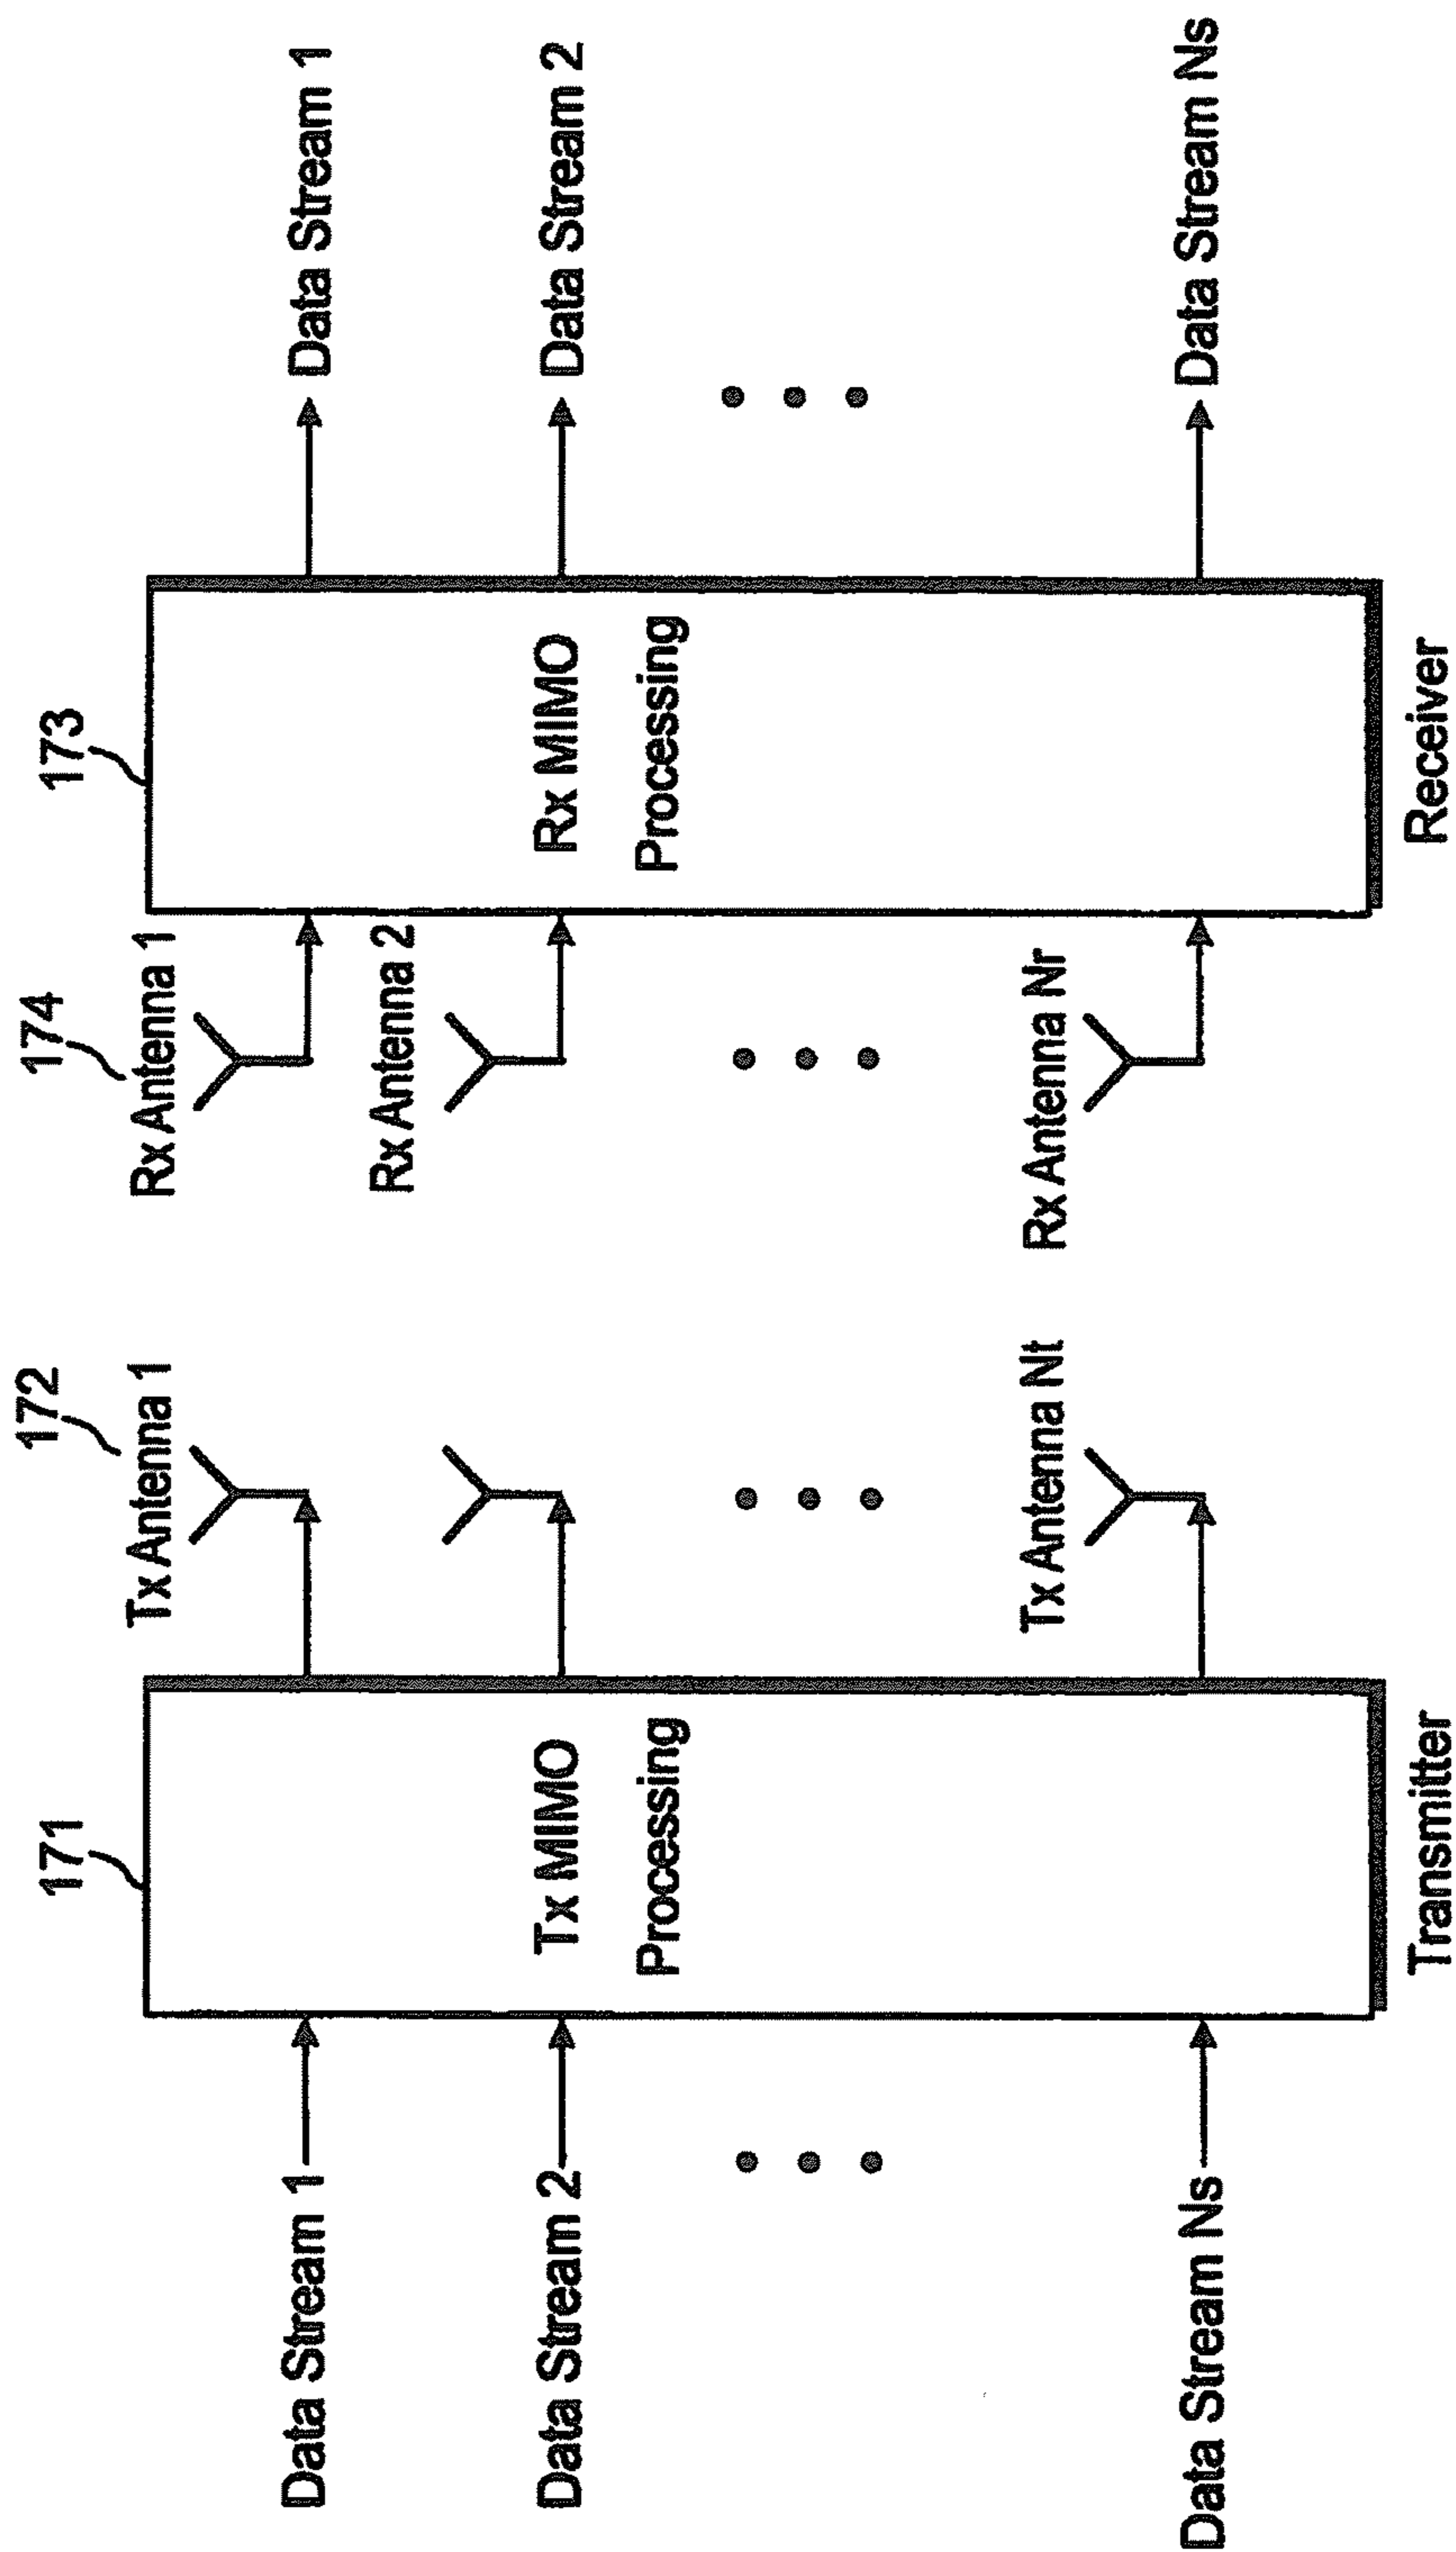 171
172
174
173
Tx Antenna 1
Rx Antenna 1
Data Stream 1
Data Stream 1
Rx Antenna 2
Data Stream 2
Tx MIMO
Processing
Rx MIMO
Processing
Data Stream 2
Tx Antenna Nt
Rx Antenna Nr
Data Stream Ns
Data Stream Ns
Transmitter
Receiver